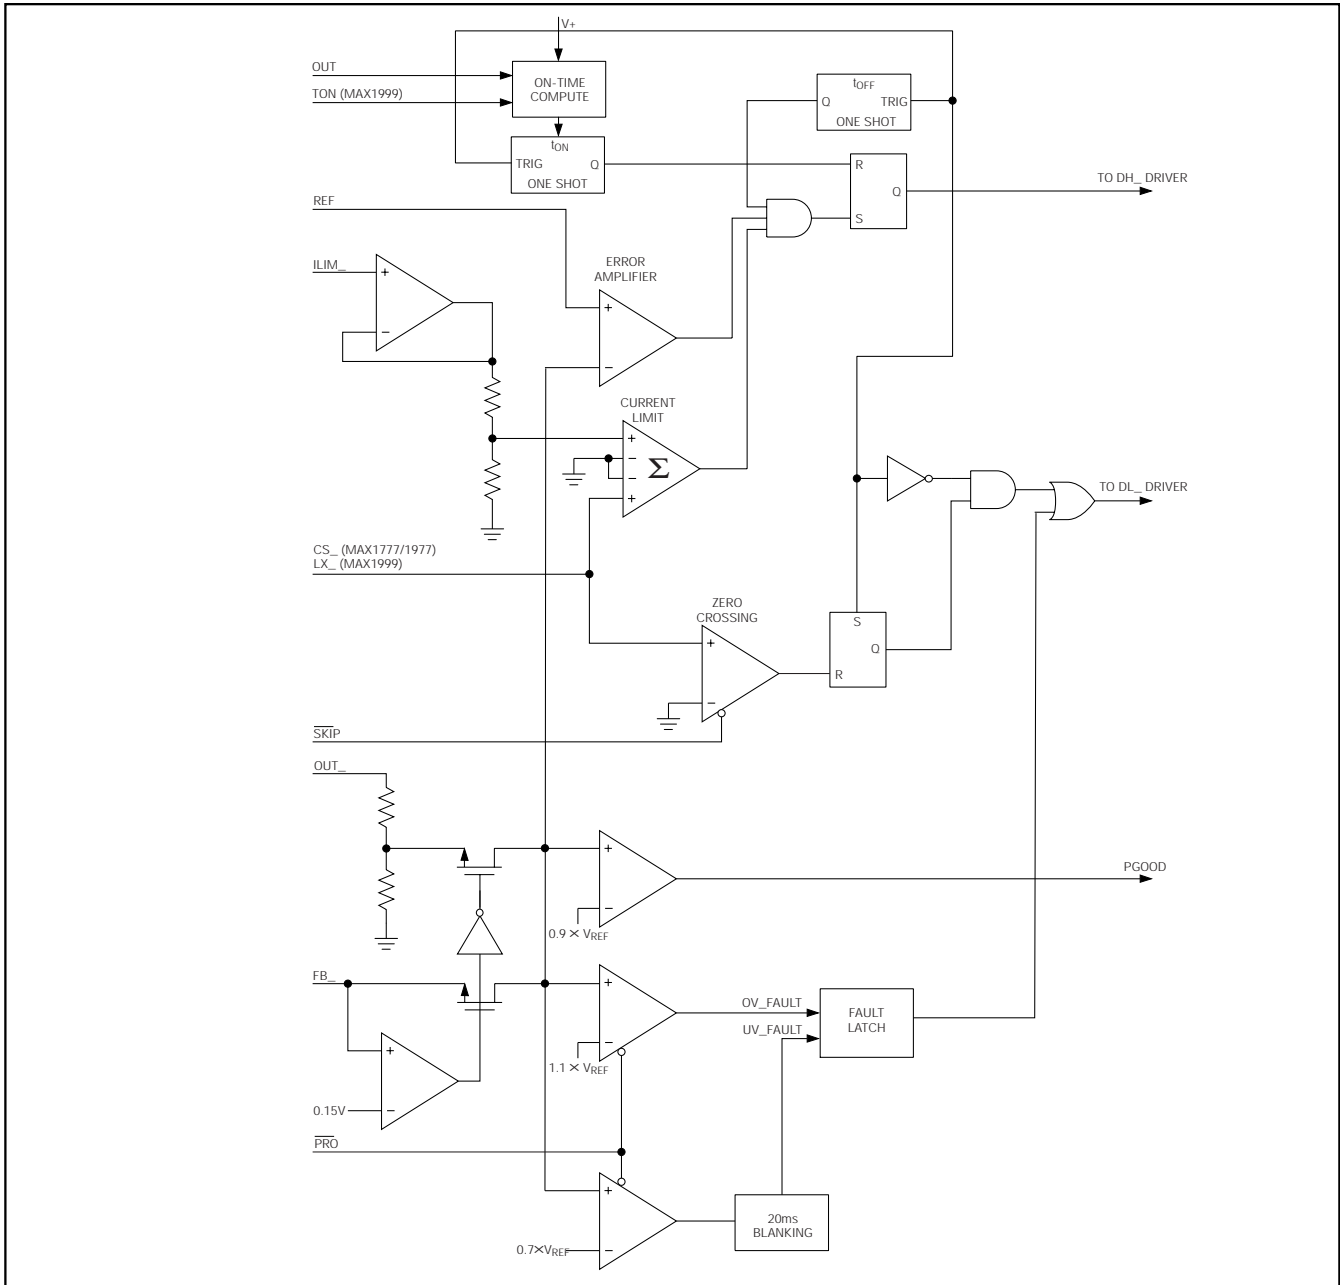 V+
OUT
TON (MAX1999)
ON-TIME
COMPUTE
tOFF
Q TRIG
ONE SHOT
tON
TRIG Q
ONE SHOT
R
Q
S
TO DH_ DRIVER
REF
ILIM_
+
−
ERROR
AMPLIFIER
+
−
CURRENT
LIMIT
+
−
Σ
−
+
TO DL_ DRIVER
CS_ (MAX1777/1977)
LX_ (MAX1999)
ZERO
CROSSING
+
−
S
Q
R
SKIP
OUT_
+
−
0.9 × VREF
PGOOD
FB_
+
−
1.1 × VREF
OV_FAULT
UV_FAULT
FAULT
LATCH
+
0.15V −
PRO
+
0.7×VREF −
20ms
BLANKING